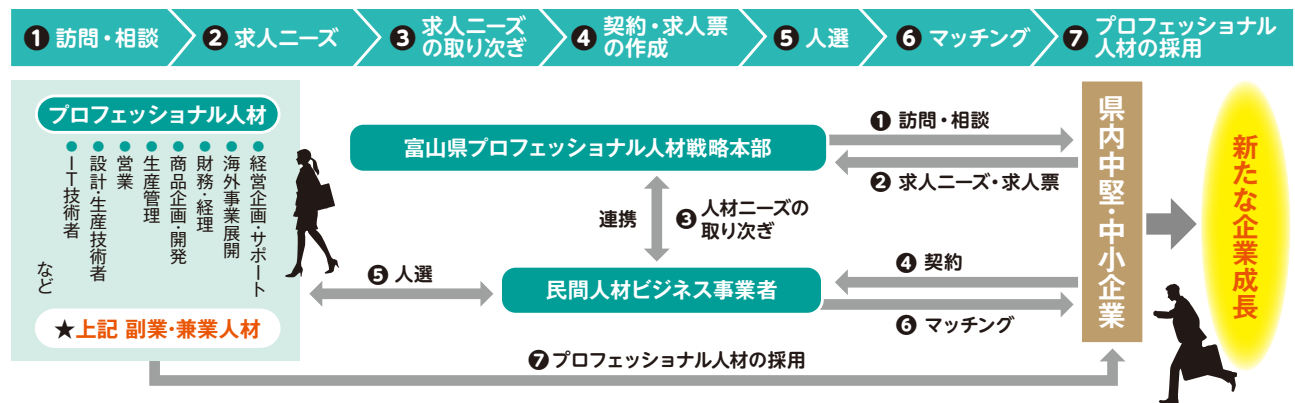 ❶ 訪問・相談
❷ 求人ニーズ
❸ 求人ニーズ
の取り次ぎ
❹ 契約・求人票
の作成
❺ 人選
❻ マッチング
❼ プロフェッショナル
人材の採用
プロフェッショナル人材
経営企画・サポート
海外事業展開
財務・経理
商品企画・開発
生産管理
営業
設計・生産技術者
IT技術者
など
★上記 副業・兼業人材
富山県プロフェッショナル人材戦略本部
❶ 訪問・相談
❷ 求人ニーズ・求人票
連携
❸ 人材ニーズの
取り次ぎ
❺ 人選
民間人材ビジネス事業者
❹ 契約
❻ マッチング
❼プロフェッショナル人材の採用
県内中堅・中小企業
新たな企業成長